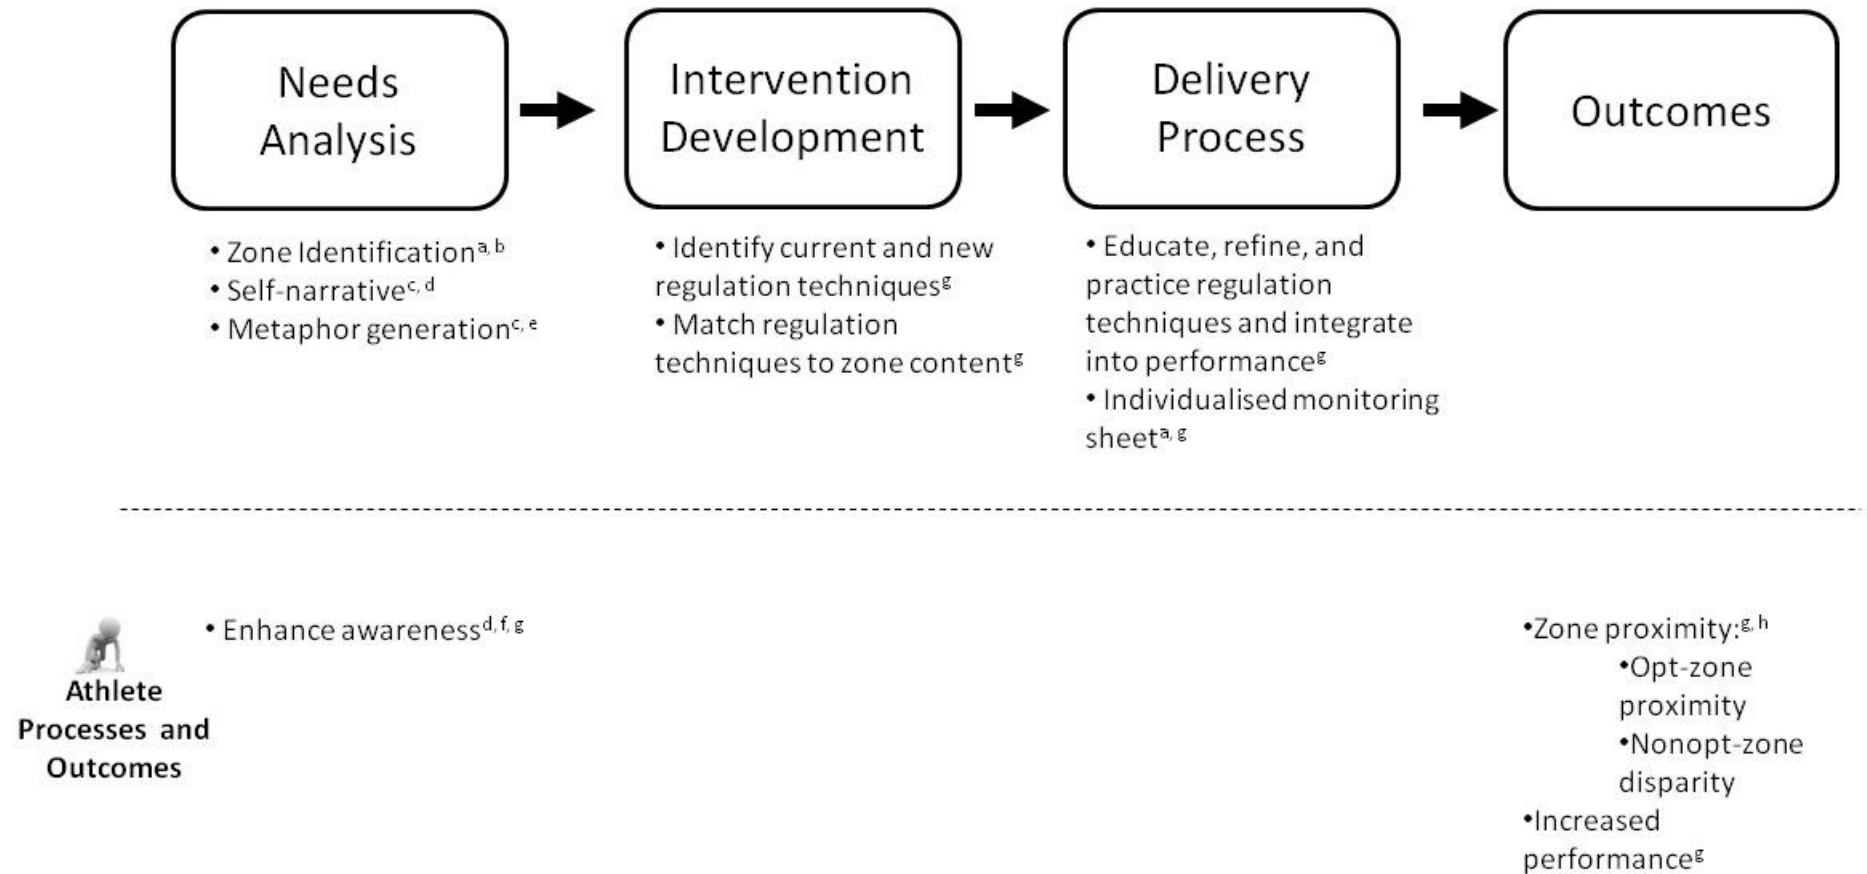 Needs
Analysis
Intervention
Development
Delivery
Process
Outcomes
• Zone Identificationᵃ, ᵇ
• Self-narrativeᶜ, ᵈ
• Metaphor generationᶜ, ᵉ
• Identify current and new
regulation techniquesᵍ
• Match regulation
techniques to zone contentᵍ
• Educate, refine, and
practice regulation
techniques and integrate
into performanceᵍ
• Individualised monitoring
sheetᵃ, ᵍ
Athlete
Processes and
Outcomes
• Enhance awarenessᵈ, ᶠ, ᵍ
•Zone proximity:ᵍ, ʰ
•Opt-zone
proximity
•Nonopt-zone
disparity
•Increased
performanceᵍ